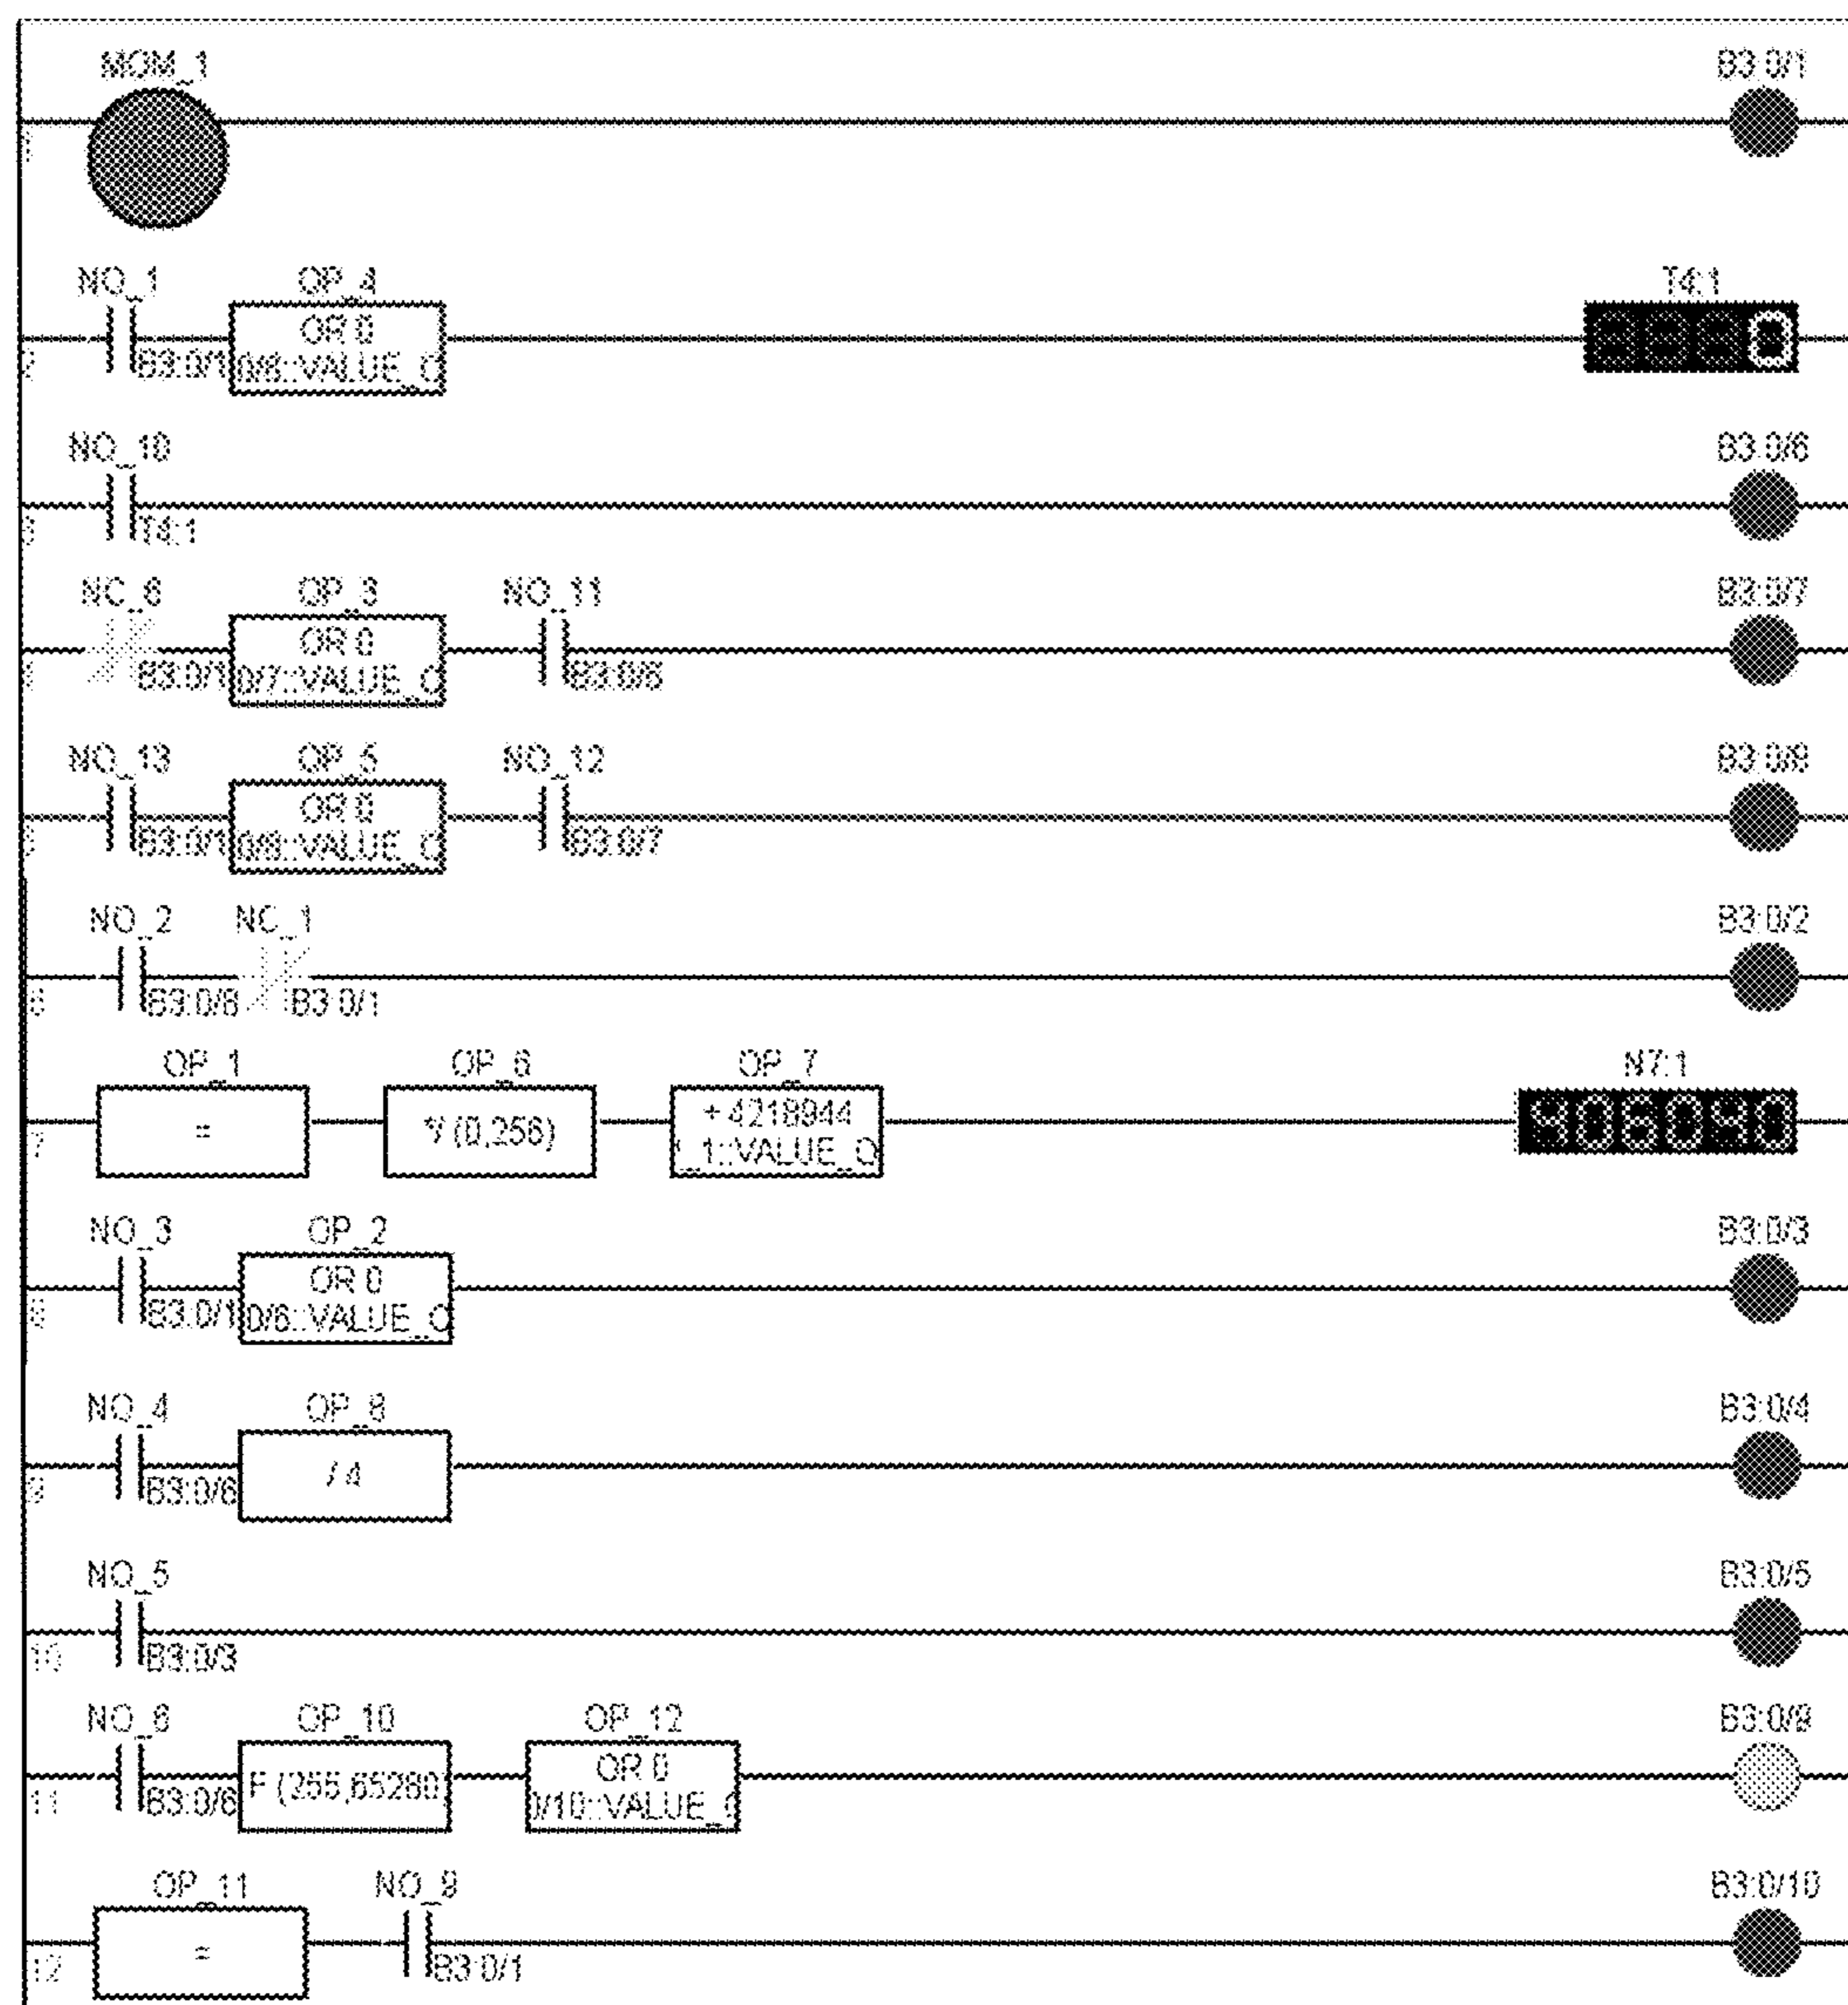 MOM_1 B3:0/1
1
NO_1 OP_4 T4:1
OR 0
2 B3:0/1 0/6::VALUE_O
NO_10 B3:0/6
3 T4:1
NC_6 OP_3 NO_11 B3:0/7
OR 0
B3:0/1 0/7::VALUE_O B3:0/6
NO_13 OP_5 NO_12 B3:0/8
OR 0
5 B3:0/1 0/8::VALUE_O B3:0/7
NO_2 NC_1 B3:0/2
6 B3:0/8 B3:0/1
OP_1 OP_6 OP_7 N7:1
= */ (0,256) + 4218944
7 _1::VALUE_O
NO_3 OP_2 B3:0/3
OR 0
8 B3:0/1 0/6::VALUE_O
NO_4 OP_8 B3:0/4
/ 4
9 B3:0/6
NO_5 B3:0/5
10 B3:0/3
NO_6 OP_10 OP_12 B3:0/9
F (255,65280) OR 0
11 B3:0/6 0/10::VALUE_
OP_11 NO_9 B3:0/10
=
12 B3:0/1